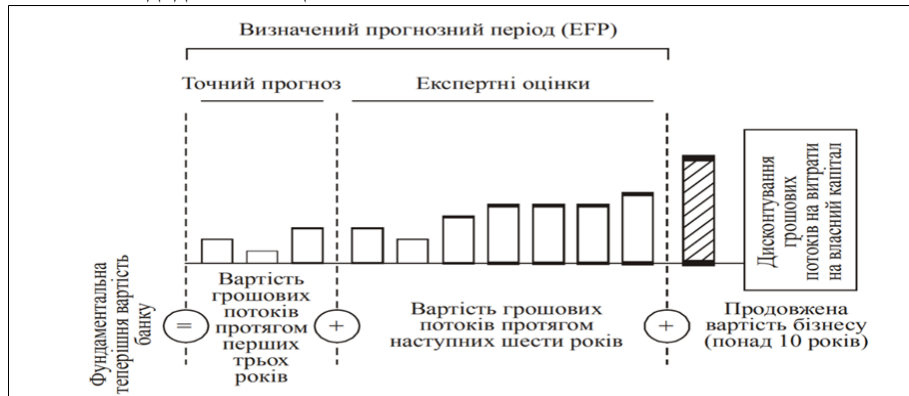 Визначений прогнозний період (EFP)
Точний прогноз
Експертні оцінки
Дисконтування
грошових
потоків на витрати
на власний капітал
Фундаментальна
теперішня вартість
банку
=
Вартість
грошових
потоків
протягом
перших
трьох
років
+
Вартість грошових
потоків протягом
наступних шести років
+
Продовжена
вартість бізнесу
(понад 10 років)